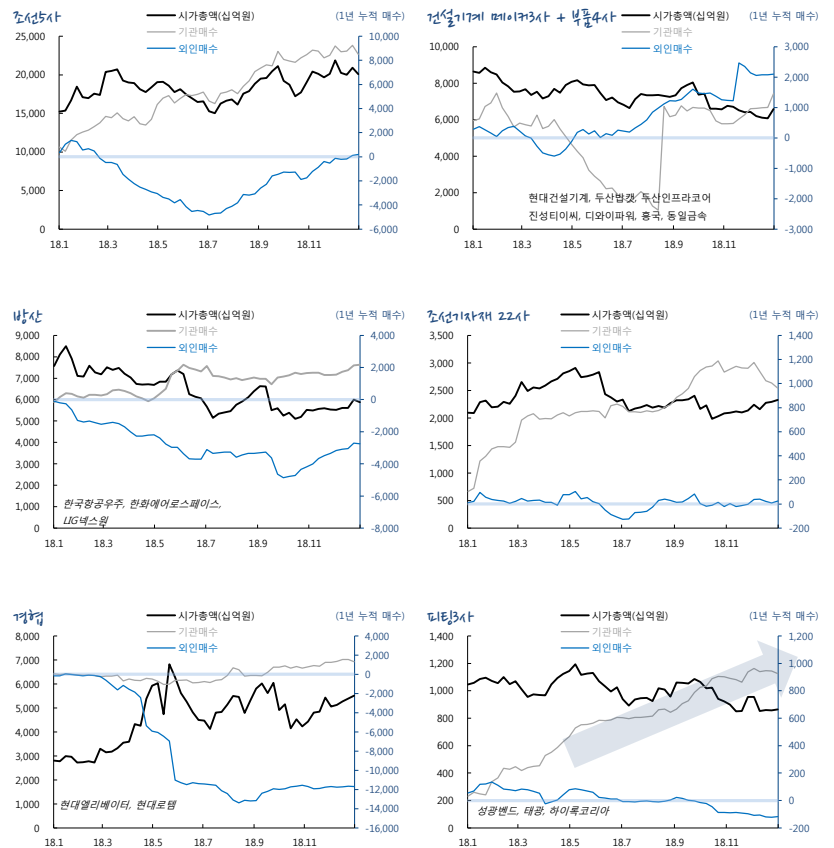 조선5사
시가총액(십억원)
(1년 누적 매수)
기관매수
외인매수
25,000
20,000
15,000
10,000
5,000
0
10,000
8,000
6,000
4,000
2,000
0
-2,000
-4,000
-6,000
18.1 18.3 18.5 18.7 18.9 18.11
건설기계 메이커3사 + 부품4사
시가총액(십억원)
(1년 누적 매수)
기관매수
외인매수
10,000
8,000
6,000
4,000
2,000
0
3,000
2,000
1,000
0
-1,000
-2,000
-3,000
현대건설기계, 두산밥캣, 두산인프라코어
진성티이씨, 디와이파워, 흥국, 동일금속
18.1 18.3 18.5 18.7 18.9 18.11
방산
시가총액(십억원)
(1년 누적 매수)
기관매수
외인매수
9,000
8,000
7,000
6,000
5,000
4,000
3,000
2,000
1,000
0
4,000
2,000
0
-2,000
-4,000
-6,000
-8,000
한국항공우주, 한화에어로스페이스,
LIG넥스원
18.1 18.3 18.5 18.7 18.9 18.11
조선기자재 22사
시가총액(십억원)
(1년 누적 매수)
기관매수
외인매수
3,500
3,000
2,500
2,000
1,500
1,000
500
0
1,400
1,200
1,000
800
600
400
200
0
-200
18.1 18.3 18.5 18.7 18.9 18.11
경협
시가총액(십억원)
(1년 누적 매수)
기관매수
외인매수
8,000
7,000
6,000
5,000
4,000
3,000
2,000
1,000
0
4,000
2,000
0
-2,000
-4,000
-6,000
-8,000
-10,000
-12,000
-14,000
-16,000
현대엘리베이터, 현대로템
18.1 18.3 18.5 18.7 18.9 18.11
피팅3사
시가총액(십억원)
(1년 누적 매수)
기관매수
외인매수
1,400
1,200
1,000
800
600
400
200
0
1,200
1,000
800
600
400
200
0
-200
성광벤드, 태광, 하이록코리아
18.1 18.3 18.5 18.7 18.9 18.11